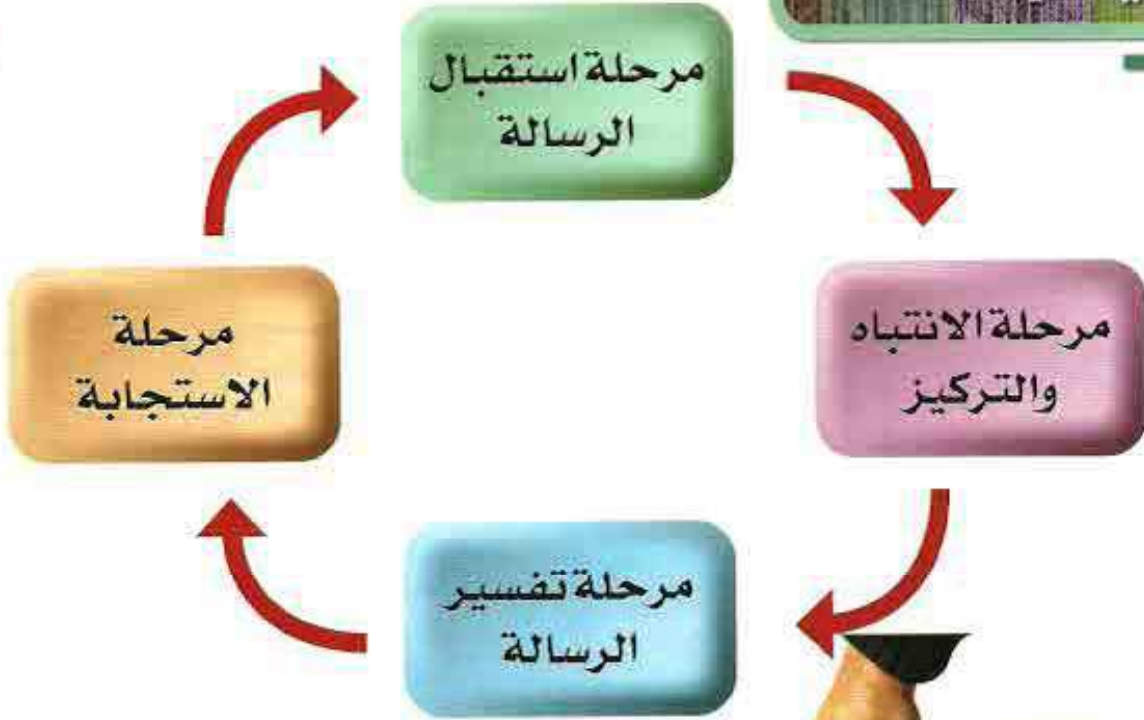 مرحلة استقبال
الرسالة
مرحلة الانتباه
والتركيز
مرحلة تفسير
الرسالة
مرحلة
الاستجابة